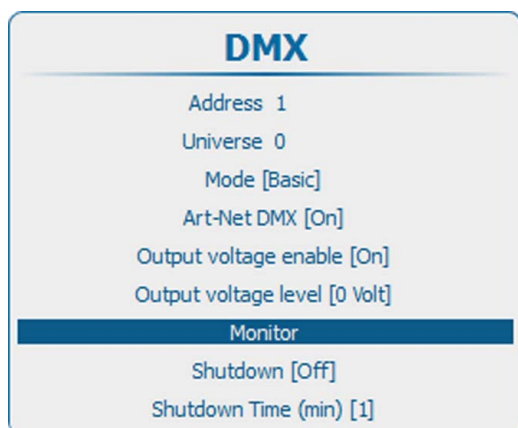 DMX
Address 1
Universe 0
Mode [Basic]
Art-Net DMX [On]
Output voltage enable [On]
Output voltage level [0 Volt]
Monitor
Shutdown [Off]
Shutdown Time (min) [1]